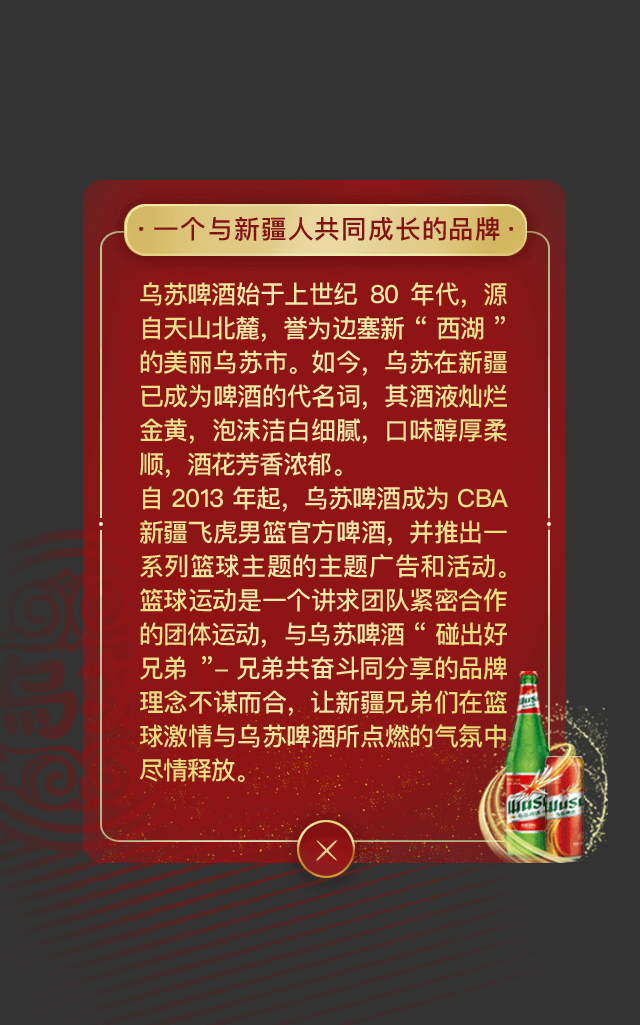 ·一个与新疆人共同成长的品牌·
乌苏啤酒始于上世纪 80 年代，源
自天山北麓，誉为边塞新 “ 西湖 ”
的美丽乌苏市。如今，乌苏在新疆
已成为啤酒的代名词，其酒液灿烂
金黄，泡沫洁白细腻，口味醇厚柔
顺，酒花芳香浓郁。
自 2013 年起，乌苏啤酒成为 CBA
新疆飞虎男篮官方啤酒，并推出一
系列篮球主题的主题广告和活动。
篮球运动是一个讲求团队紧密合作
的团体运动，与乌苏啤酒 “ 碰出好
兄弟 ”– 兄弟共奋斗同分享的品牌
理念不谋而合，让新疆兄弟们在篮
球激情与乌苏啤酒所点燃的气氛中
尽情释放。
Wusu
Wusu